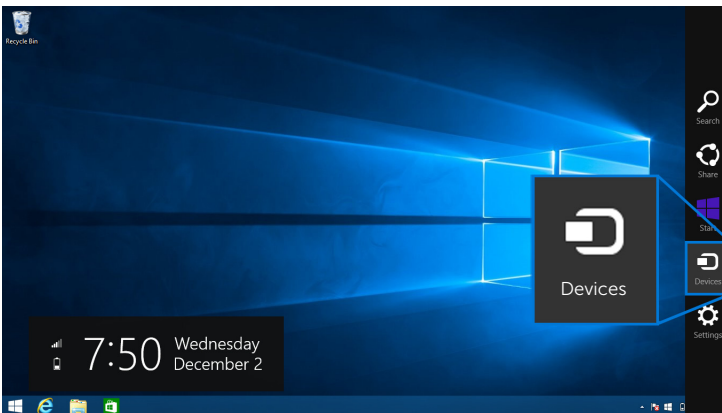 Recycle Bin
Search
Share
Start
Devices
Devices
Settings
7:50
Wednesday
December 2